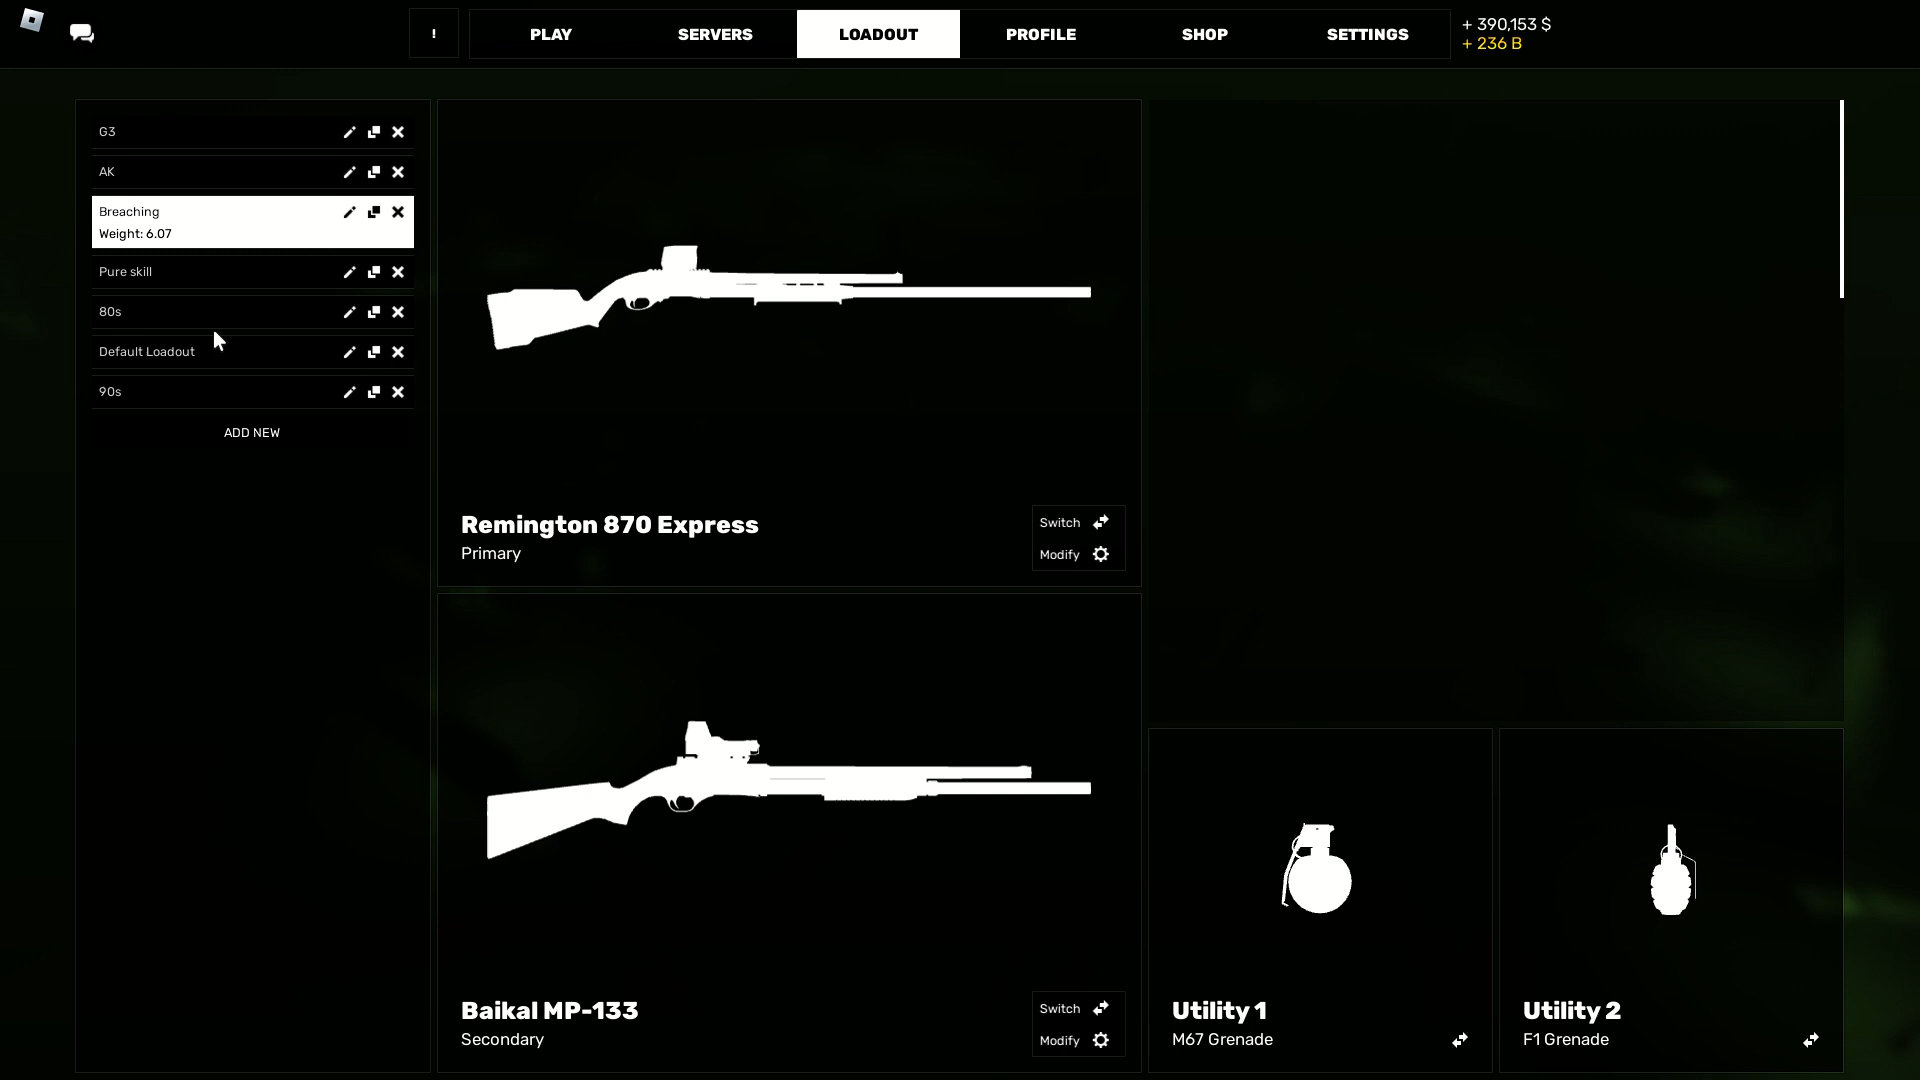 !
PLAY
SERVERS
LOADOUT
PROFILE
SHOP
SETTINGS
+ 390,153 $
+ 236 B
G3
AK
Breaching
Weight: 6.07
Pure skill
80s
Default Loadout
90s
ADD NEW
Remington 870 Express
Primary
Switch
Modify
Baikal MP-133
Secondary
Switch
Modify
Utility 1
M67 Grenade
Utility 2
F1 Grenade